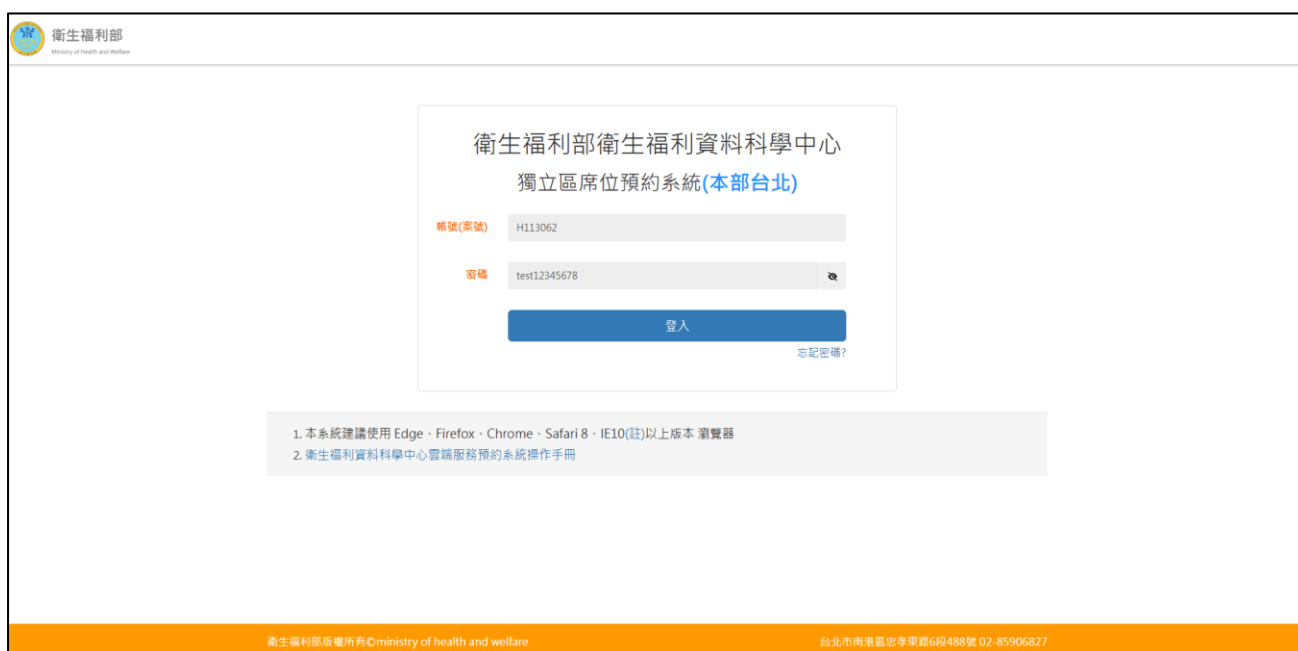 衛生福利部
Ministry of Health and Welfare
衛生福利部衛生福利資料科學中心
獨立區席位預約系統(本部台北)
帳號(案號)
H113062
密碼
test12345678
登入
忘記密碼?
1. 本系統建議使用 Edge、Firefox、Chrome、Safari 8、IE10(註)以上版本 瀏覽器
2. 衛生福利資料科學中心雲端服務預約系統操作手冊
衛生福利部版權所有©ministry of health and welfare
台北市南港區忠孝東路6段488號 02-85906827